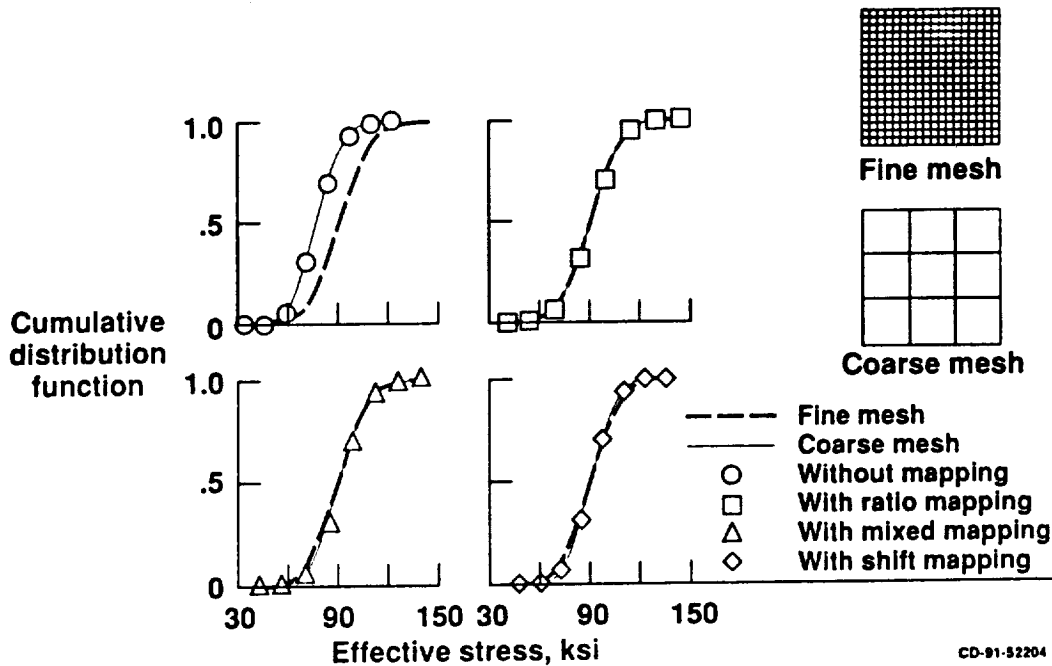 1.0
.5
0
Cumulative
distribution
function
1.0
.5
0
30 90 150 30 90 150
Effective stress, ksi
Fine mesh
Coarse mesh
Fine mesh
Coarse mesh
Without mapping
With ratio mapping
With mixed mapping
With shift mapping
CD-91-52204